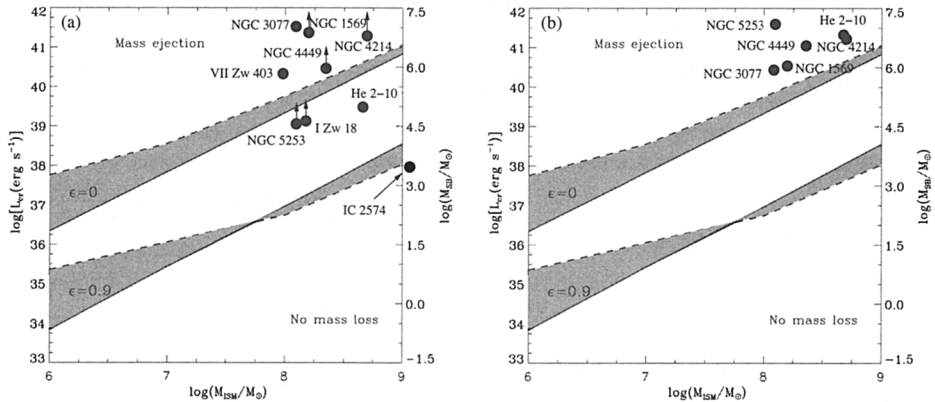 (a)
NGC 3077 NGC 1569
Mass ejection
NGC 4449 NGC 4214
VII Zw 403
He 2-10
NGC 5253 I Zw 18
ϵ=0
IC 2574
ϵ=0.9
No mass loss
42
41
40
39
38
37
36
35
34
33
log[L_cr(erg s⁻¹)]
7.5
6.0
4.5
3.0
1.5
0.0
-1.5
log(M_SB/M_⊙)
6 7 8 9
log(M_ISM/M_⊙)
(b)
NGC 5253 He 2-10
Mass ejection
NGC 4449 NGC 4214
NGC 3077 NGC 1569
ϵ=0
ϵ=0.9
No mass loss
42
41
40
39
38
37
36
35
34
33
log[L_cr(erg s⁻¹)]
7.5
6.0
4.5
3.0
1.5
0.0
-1.5
log(M_SB/M_⊙)
6 7 8 9
log(M_ISM/M_⊙)